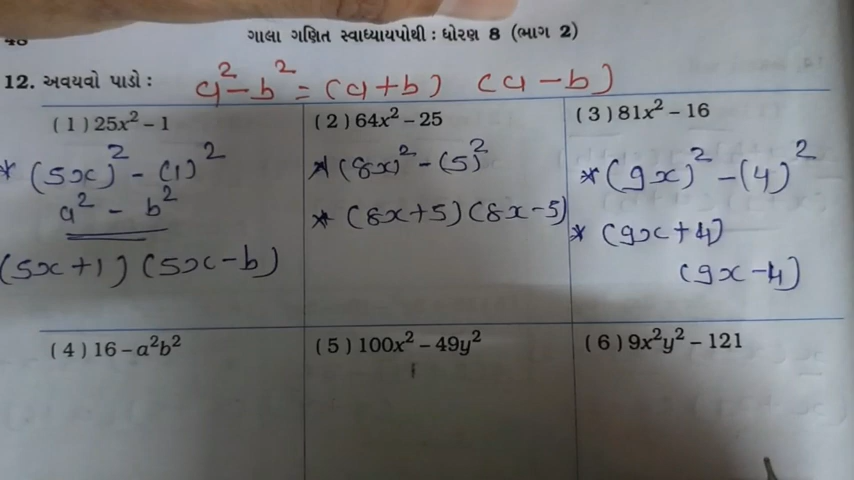 ગાલા ગણિત સ્વાધ્યાયપોથી : ધોરણ 8 (ભાગ 2)
12. અવયવો પાડો : a² - b² = (a + b) (a - b)
(1) 25x² - 1
* (5x)² - (1)²
a² - b²
(5x + 1) (5x - b)
(2) 64x² - 25
* (8x)² - (5)²
* (8x + 5) (8x - 5)
(3) 81x² - 16
* (9x)² - (4)²
* (9x + 4)
(9x - 4)
(4) 16 - a²b²
(5) 100x² - 49y²
(6) 9x²y² - 121